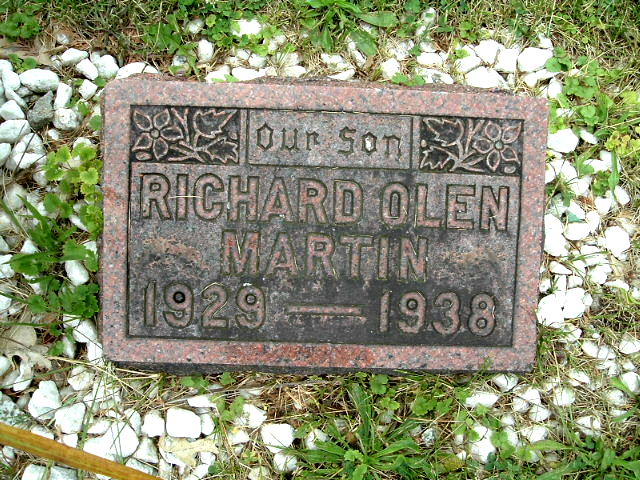 Our Son
RICHARD OLEN
MARTIN
1929 — 1938